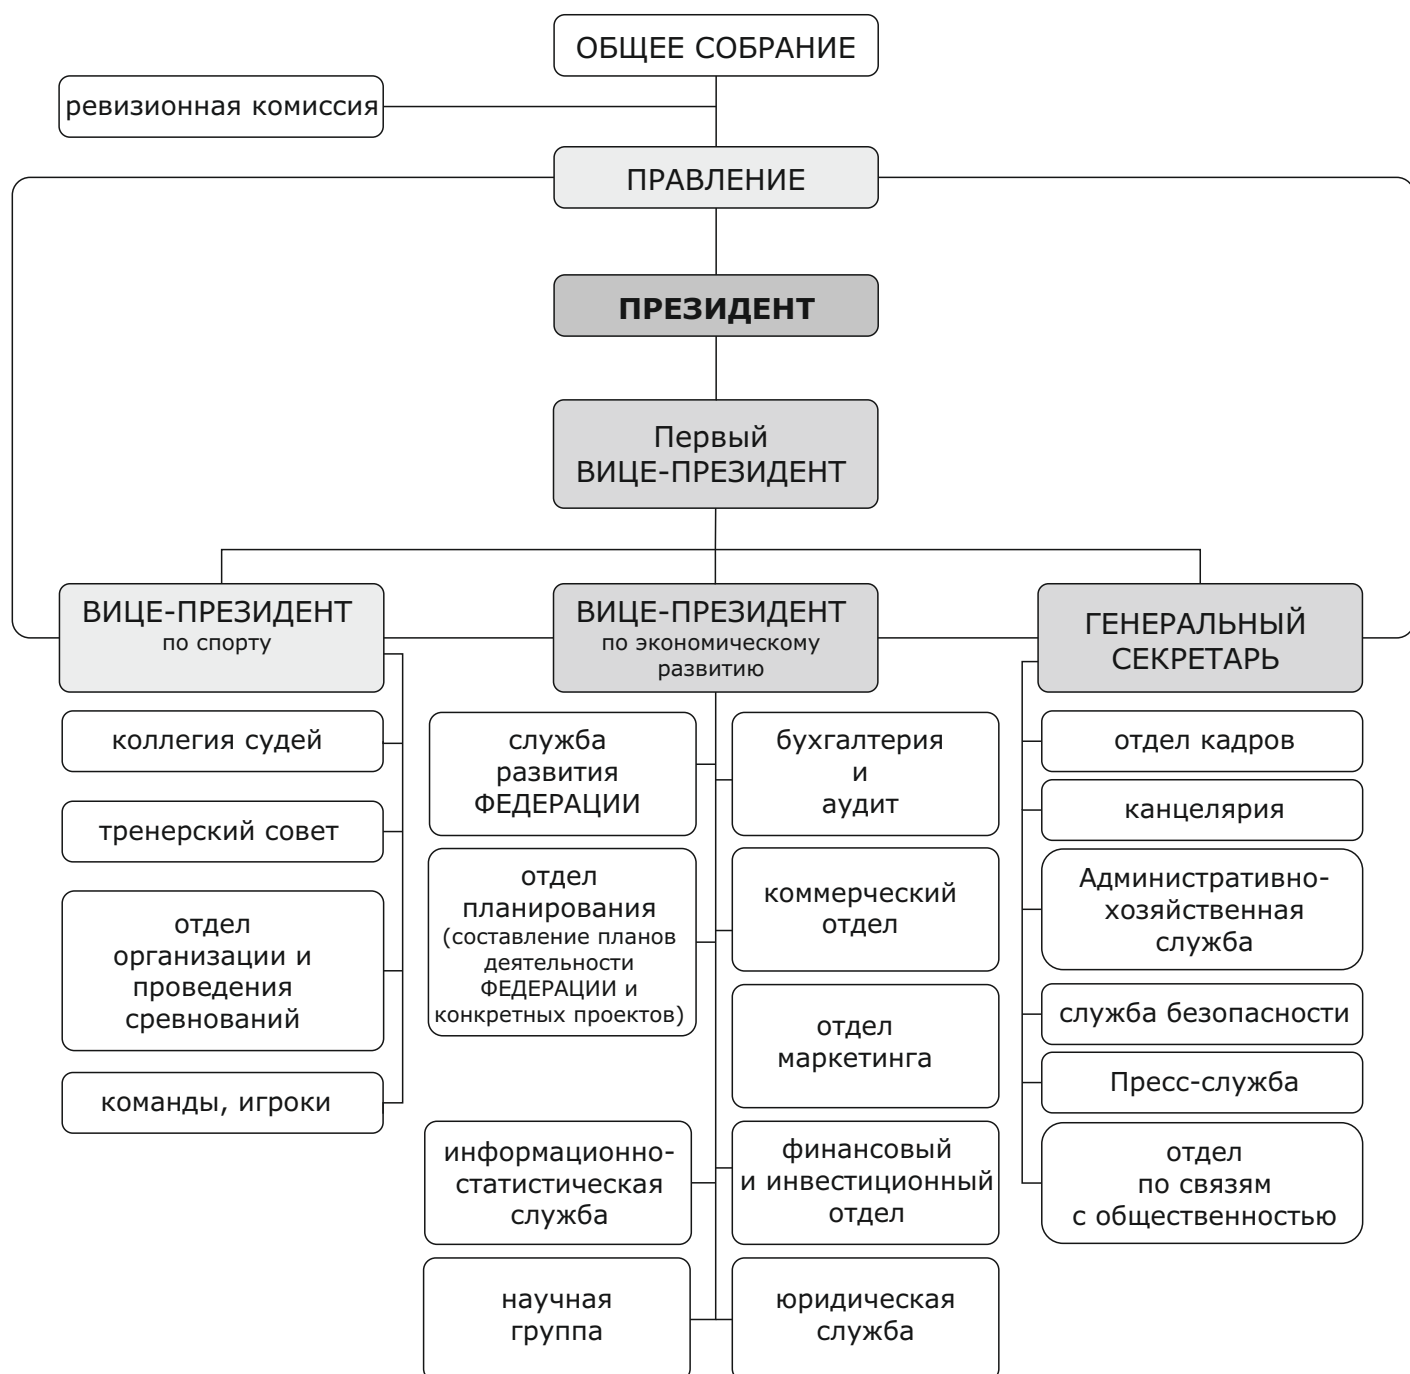 ОБЩЕЕ СОБРАНИЕ
ревизионная комиссия
ПРАВЛЕНИЕ
ПРЕЗИДЕНТ
Первый
ВИЦЕ-ПРЕЗИДЕНТ
ВИЦЕ-ПРЕЗИДЕНТ
по спорту
ВИЦЕ-ПРЕЗИДЕНТ
по экономическому
развитию
ГЕНЕРАЛЬНЫЙ
СЕКРЕТАРЬ
коллегия судей
тренерский совет
отдел
организации и
проведения
сревнований
команды, игроки
служба
развития
ФЕДЕРАЦИИ
отдел
планирования
(составление планов
деятельности
ФЕДЕРАЦИИ и
конкретных проектов)
информационно-
статистическая
служба
научная
группа
бухгалтерия
и
аудит
коммерческий
отдел
отдел
маркетинга
финансовый
и инвестиционный
отдел
юридическая
служба
отдел кадров
канцелярия
Административно-
хозяйственная
служба
служба безопасности
Пресс-служба
отдел
по связям
с общественностью